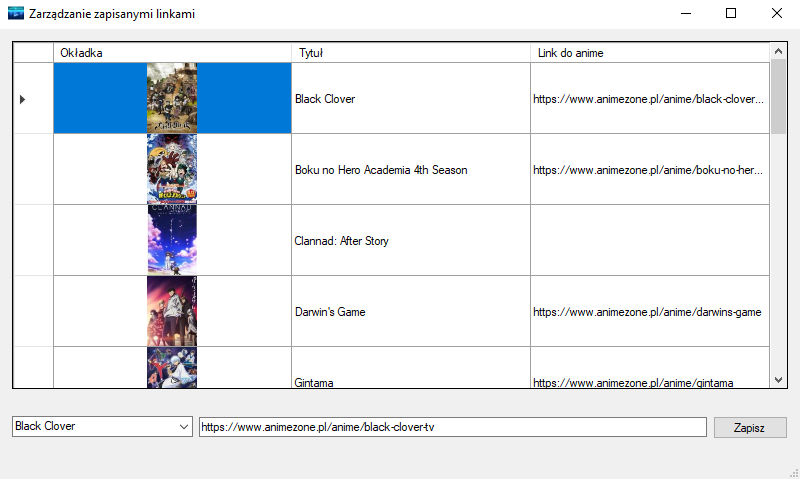 Zarządzanie zapisanymi linkami
Okładka Tytuł Link do anime
Black Clover https://www.animezone.pl/anime/black-clover...
Boku no Hero Academia 4th Season https://www.animezone.pl/anime/boku-no-her...
CLANNAD
Clannad: After Story
Darwin's Game https://www.animezone.pl/anime/darwins-game
Gintama https://www.animezone.pl/anime/gintama
Black Clover https://www.animezone.pl/anime/black-clover-tv Zapisz